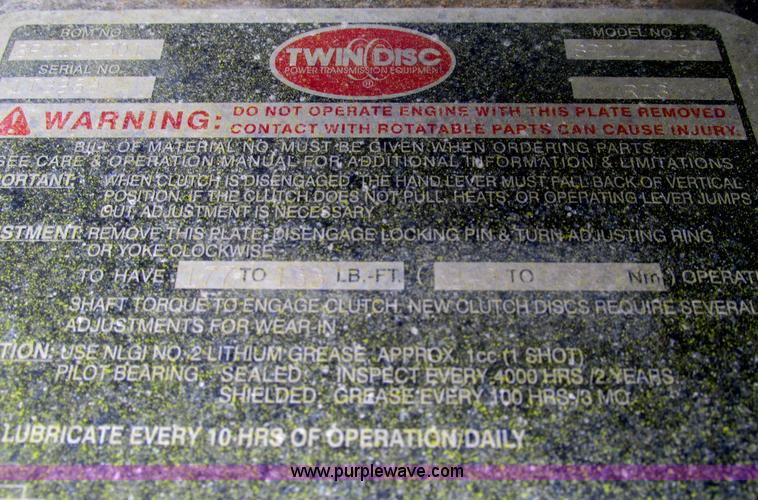 BOM NO.
MODEL NO.
TWIN DISC
POWER TRANSMISSION EQUIPMENT
®
SERIAL NO.
WARNING: DO NOT OPERATE ENGINE WITH THIS PLATE REMOVED
CONTACT WITH ROTATABLE PARTS CAN CAUSE INJURY.
BILL OF MATERIAL NO. MUST BE GIVEN WHEN ORDERING PARTS.
SEE CARE & OPERATION MANUAL FOR ADDITIONAL INFORMATION & LIMITATIONS
ORTANT: WHEN CLUTCH IS DISENGAGED, THE HAND LEVER MUST FALL BACK OF VERTICAL
POSITION. IF THE CLUTCH DOES NOT PULL, HEATS, OR OPERATING LEVER JUMPS
OUT, ADJUSTMENT IS NECESSARY
STMENT: REMOVE THIS PLATE, DISENGAGE LOCKING PIN & TURN ADJUSTING RING
OR YOKE CLOCKWISE
TO HAVE TO LB.-FT. ( TO Nm) OPERATI
SHAFT TORQUE TO ENGAGE CLUTCH. NEW CLUTCH DISCS REQUIRE SEVERAL
ADJUSTMENTS FOR WEAR-IN
TION: USE NLGI NO. 2 LITHIUM GREASE, APPROX. 1cc (1 SHOT)
PILOT BEARING SEALED: INSPECT EVERY 4000 HRS./2 YEARS.
SHIELDED: GREASE EVERY 100 HRS./3 MO.
LUBRICATE EVERY 10 HRS OF OPERATION/DAILY
www.purplewave.com